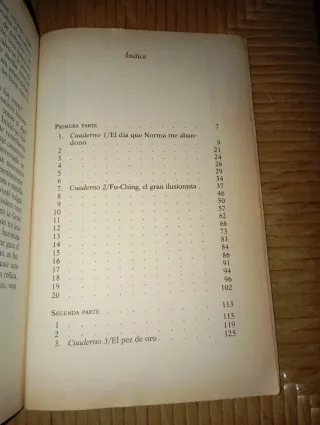 Índice
PRIMERA PARTE . . . . . . . . . . 7
1. Cuaderno 1/El día que Norma me aban-
donó . . . . . . . . . . 9
2 . . . . . . . . . . 21
3 . . . . . . . . . . 24
4 . . . . . . . . . . 26
5 . . . . . . . . . . 29
6 . . . . . . . . . . 34
7. Cuaderno 2/Fu-Ching, el gran ilusionista . 37
8 . . . . . . . . . . 46
9 . . . . . . . . . . 50
10 . . . . . . . . . . 57
11 . . . . . . . . . . 62
12 . . . . . . . . . . 66
13 . . . . . . . . . . 73
14 . . . . . . . . . . 81
15 . . . . . . . . . . 84
16 . . . . . . . . . . 86
17 . . . . . . . . . . 91
18 . . . . . . . . . . 94
19 . . . . . . . . . . 96
20 . . . . . . . . . . 102
SEGUNDA PARTE . . . . . . . . . . 113
1 . . . . . . . . . . 115
2 . . . . . . . . . . 119
3. Cuaderno 3/El pez de oro . . . . . . 125